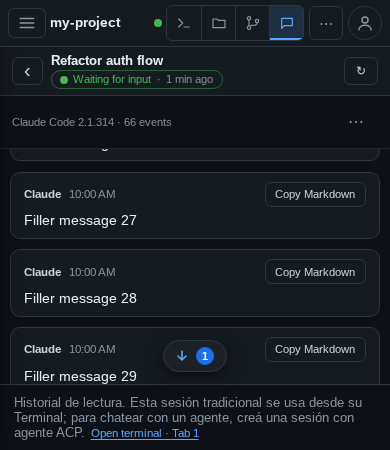 my-project
Refactor auth flow
Waiting for input · 1 min ago
Claude Code 2.1.314 · 66 events
Claude 10:00 AM Copy Markdown
Filler message 27
Claude 10:00 AM Copy Markdown
Filler message 28
Claude 10:00 AM Copy Markdown
Filler message 29
1
Historial de lectura. Esta sesión tradicional se usa desde su
Terminal; para chatear con un agente, creá una sesión con
agente ACP. Open terminal · Tab 1